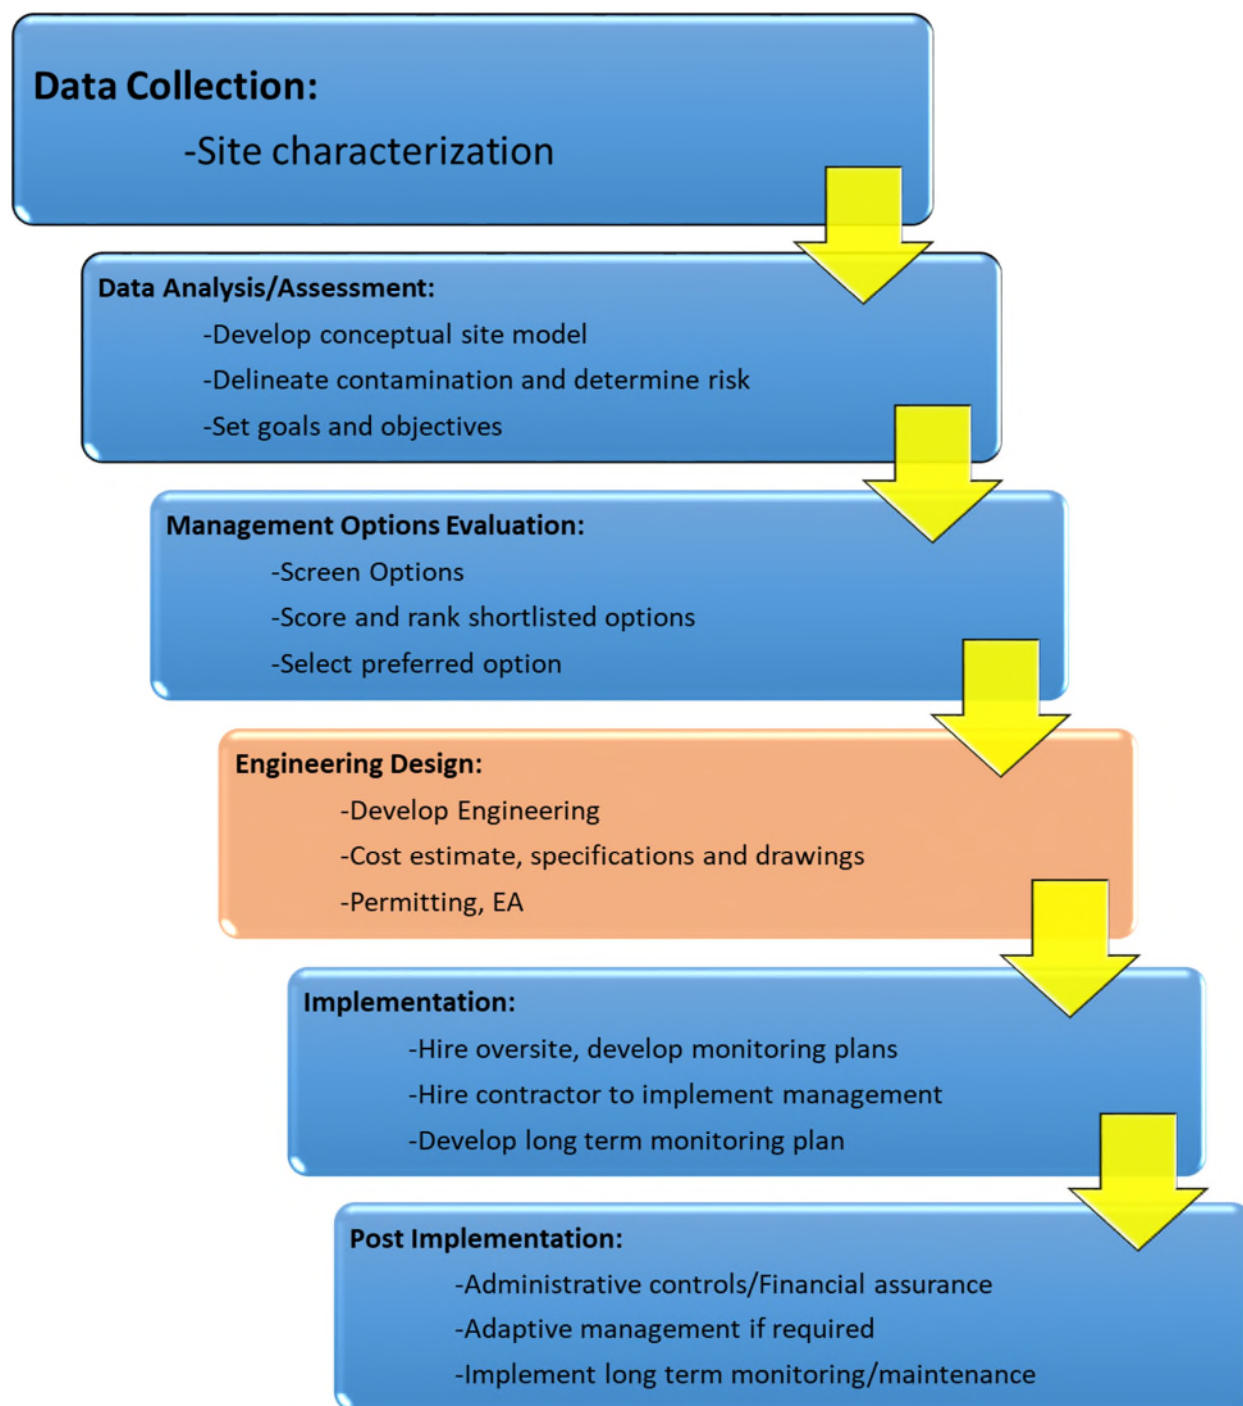 Data Collection:
-Site characterization
Data Analysis/Assessment:
-Develop conceptual site model
-Delineate contamination and determine risk
-Set goals and objectives
Management Options Evaluation:
-Screen Options
-Score and rank shortlisted options
-Select preferred option
Engineering Design:
-Develop Engineering
-Cost estimate, specifications and drawings
-Permitting, EA
Implementation:
-Hire oversite, develop monitoring plans
-Hire contractor to implement management
-Develop long term monitoring plan
Post Implementation:
-Administrative controls/Financial assurance
-Adaptive management if required
-Implement long term monitoring/maintenance